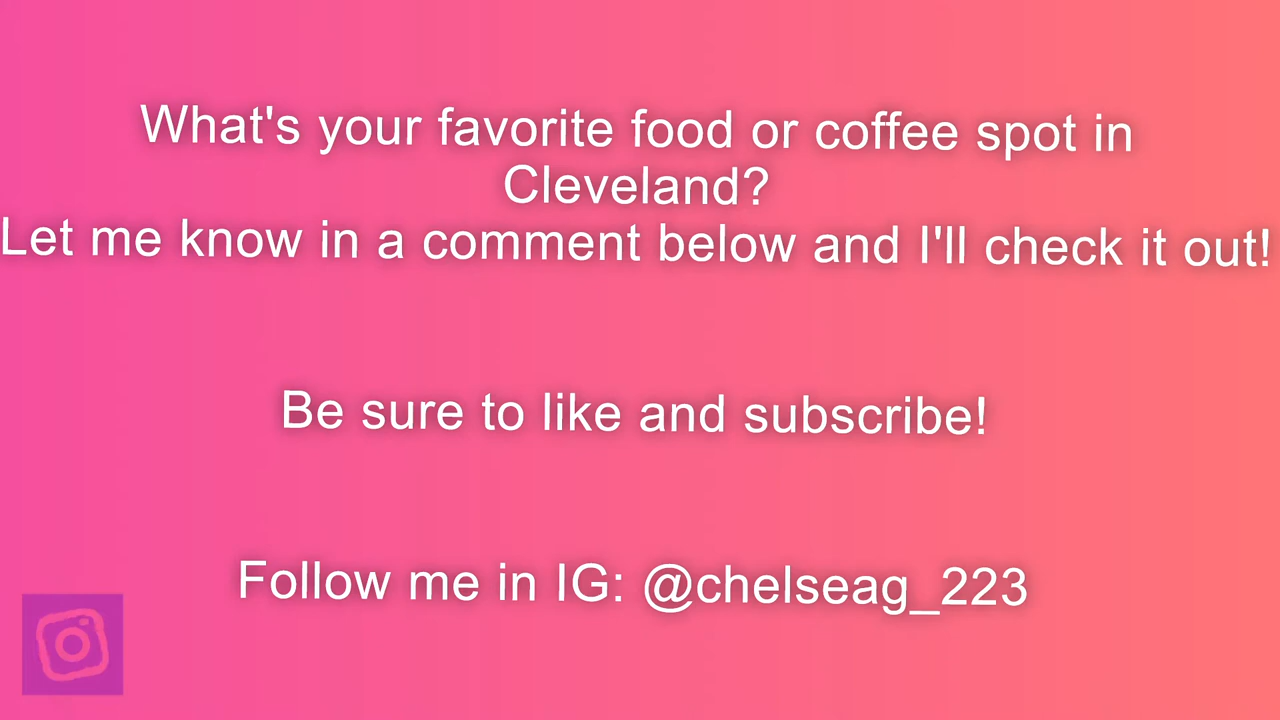 What's your favorite food or coffee spot in
Cleveland?
Let me know in a comment below and I'll check it out!
Be sure to like and subscribe!
Follow me in IG: @chelseag_223